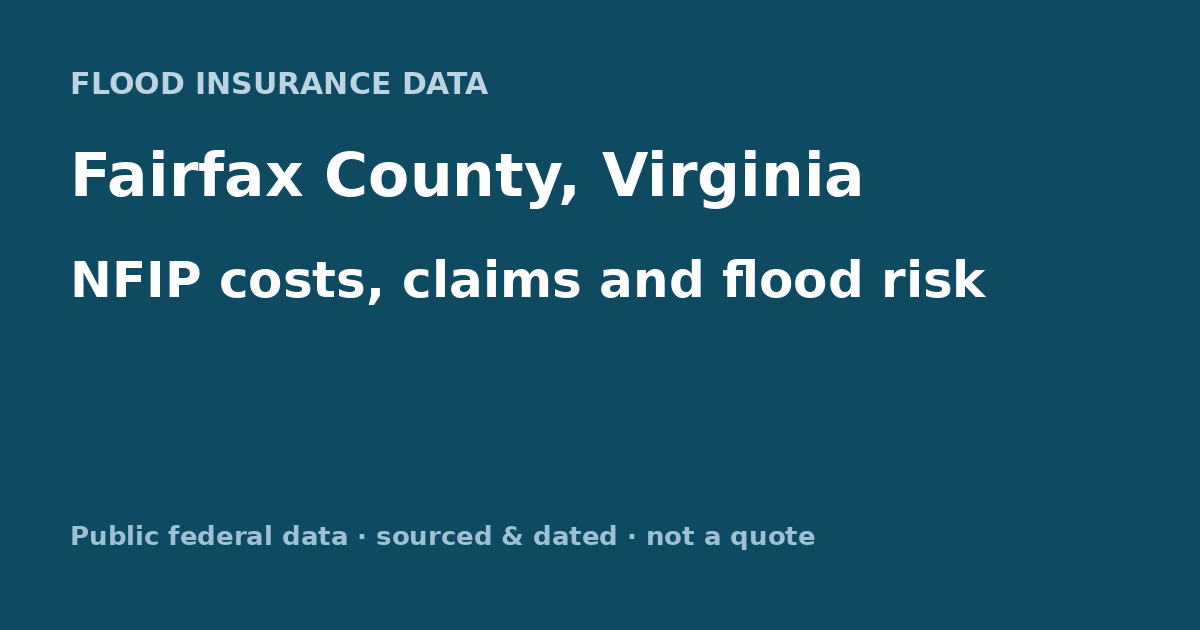 FLOOD INSURANCE DATA
Fairfax County, Virginia
NFIP costs, claims and flood risk
Public federal data · sourced & dated · not a quote